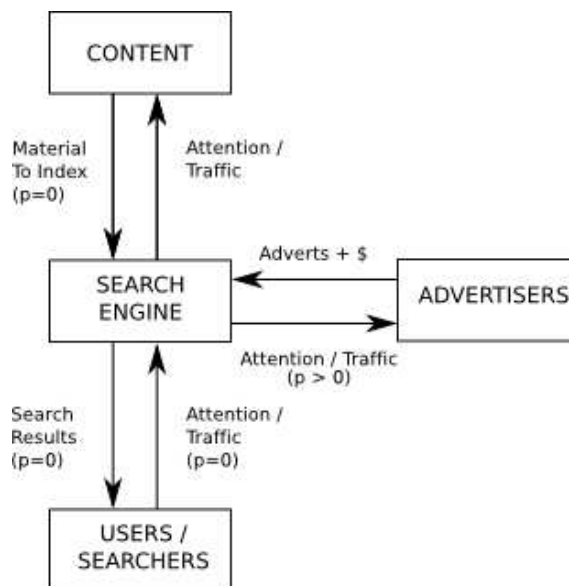 CONTENT
Material
To Index
(p=0)
Attention /
Traffic
SEARCH
ENGINE
Adverts + $
ADVERTISERS
Attention / Traffic
(p > 0)
Search
Results
(p=0)
Attention /
Traffic
(p=0)
USERS /
SEARCHERS